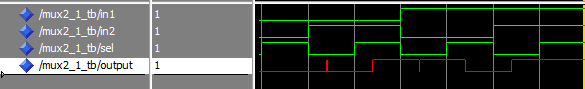 /mux2_1_tb/in1 1
/mux2_1_tb/in2 1
/mux2_1_tb/sel 1
/mux2_1_tb/output 1